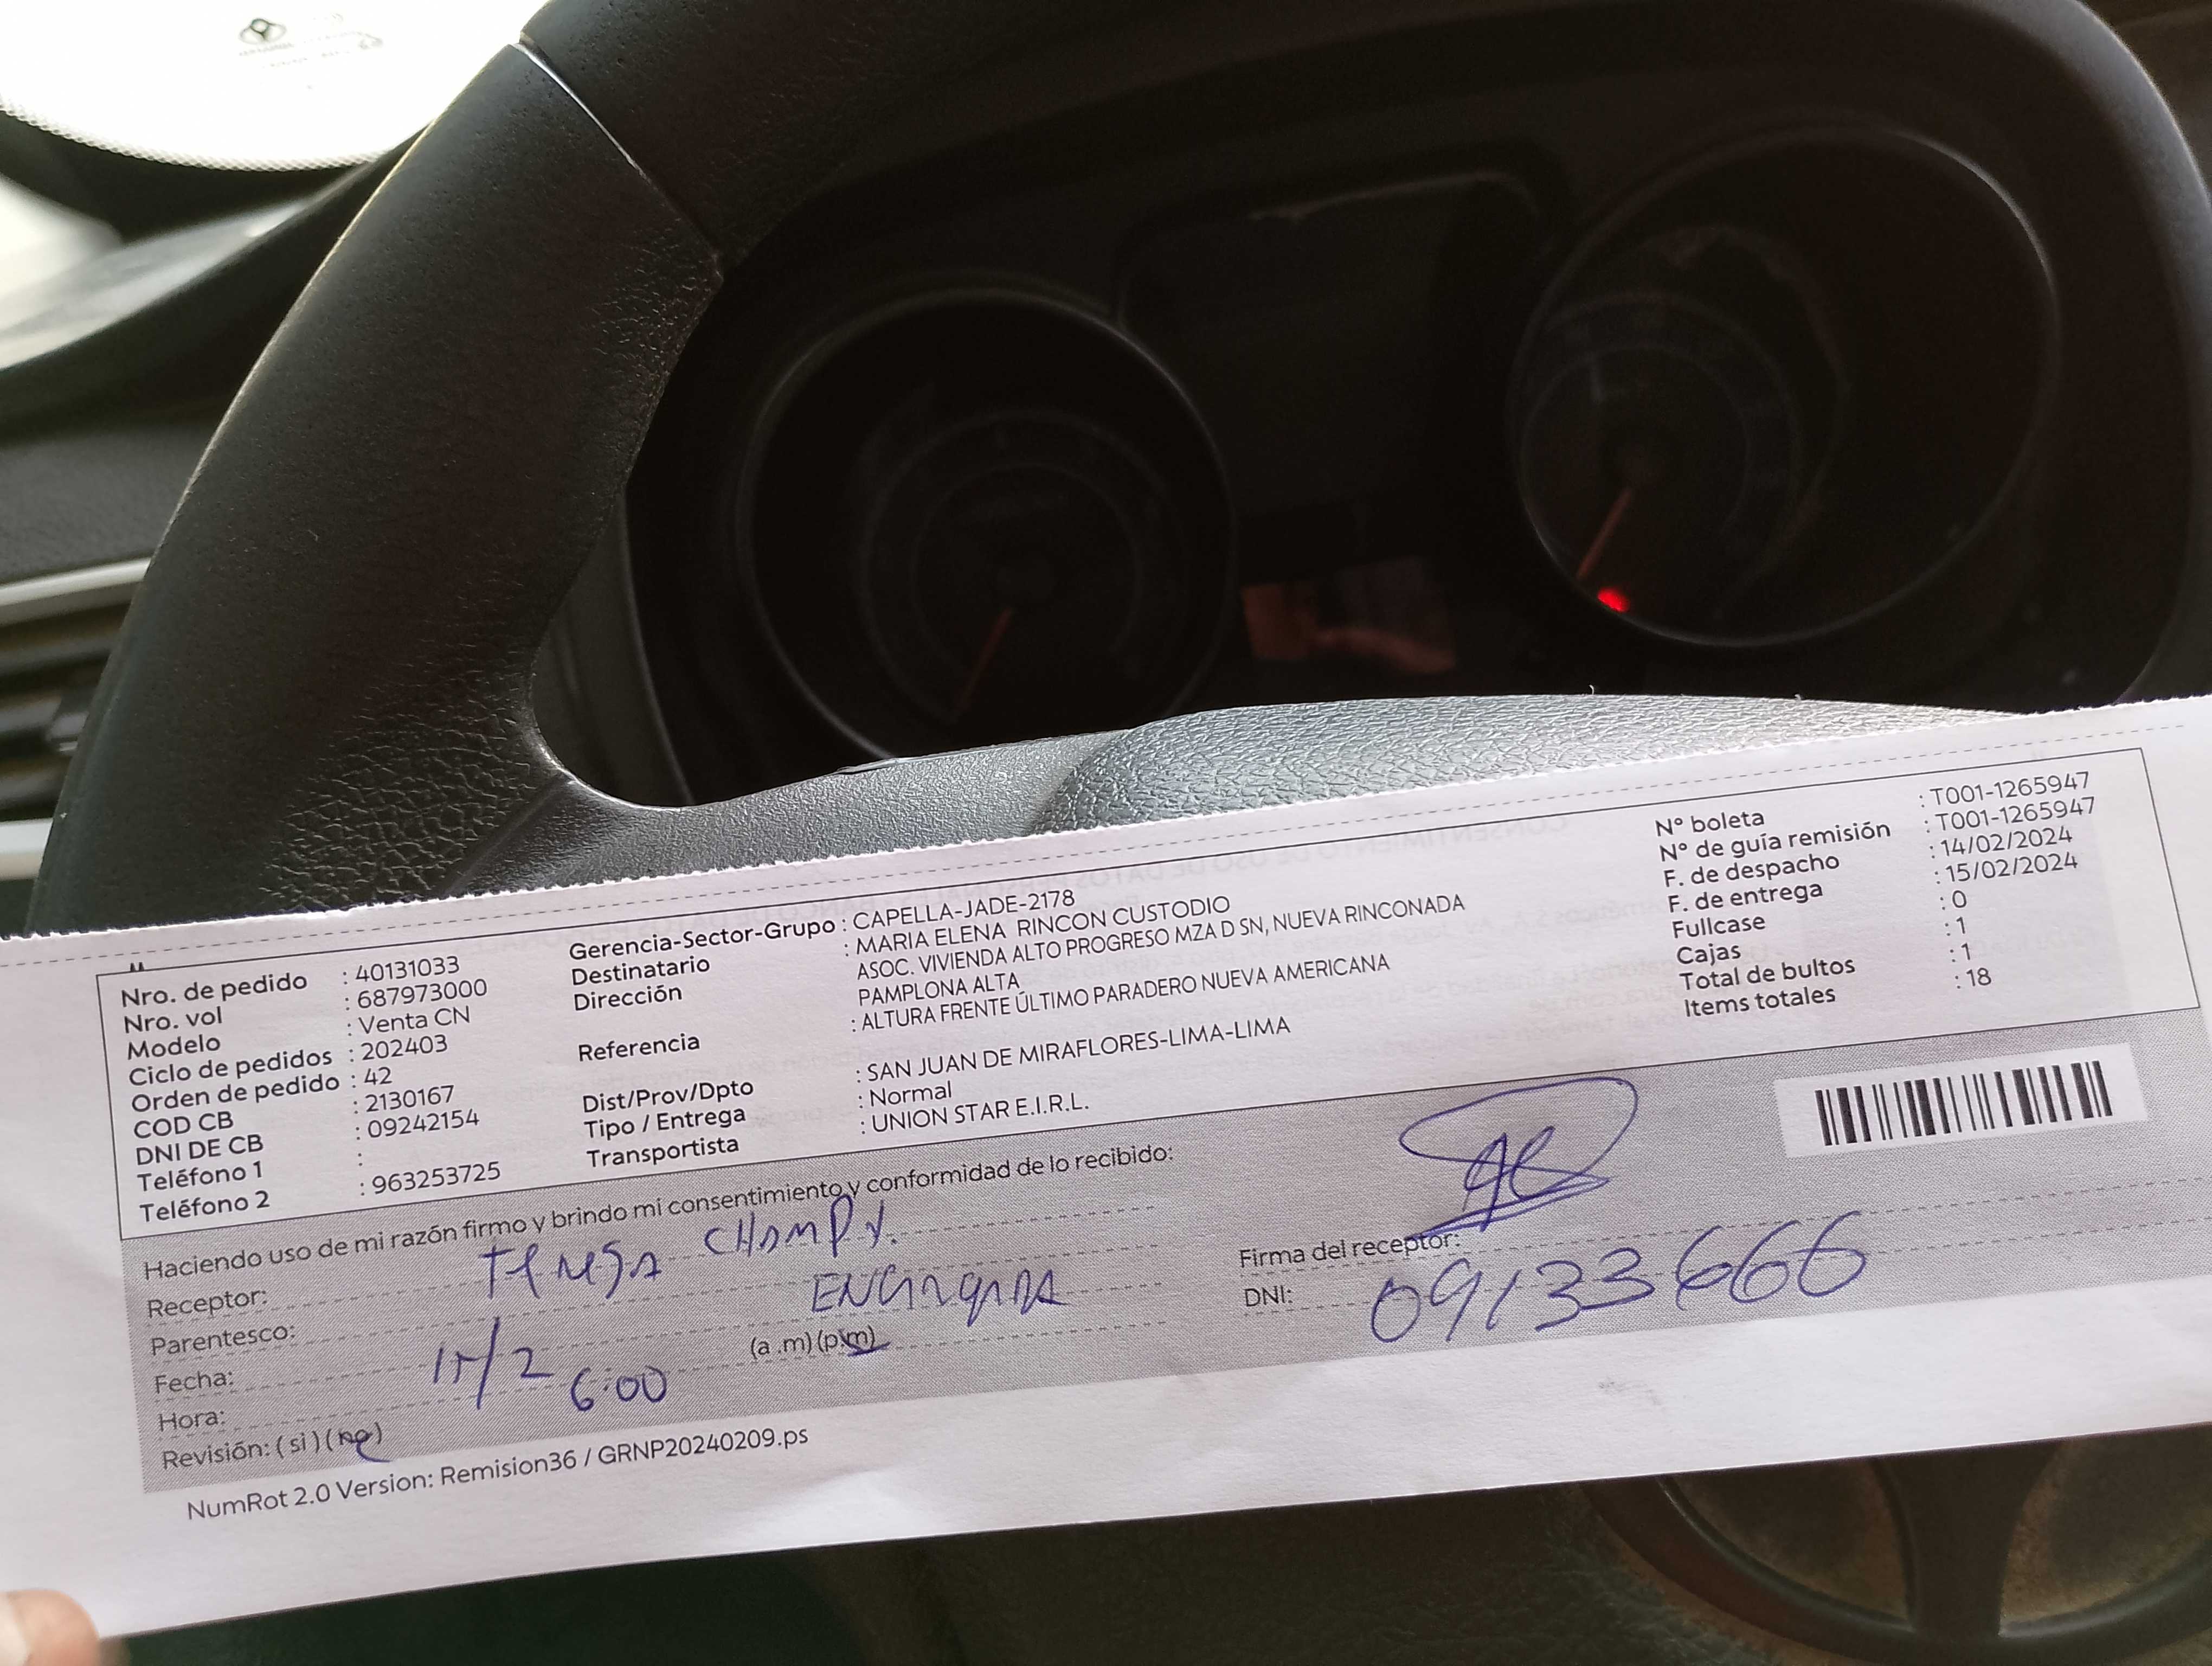 Nro. de pedido : 40131033
Nro. vol : 687973000
Modelo : Venta CN
Ciclo de pedidos : 202403
Orden de pedido : 42
COD CB : 2130167
DNI DE CB : 09242154
Teléfono 1 :
Teléfono 2 : 963253725
Gerencia-Sector-Grupo : CAPELLA-JADE-2178
Destinatario : MARIA ELENA RINCON CUSTODIO
Dirección ASOC. VIVIENDA ALTO PROGRESO MZA D SN, NUEVA RINCONADA
PAMPLONA ALTA
Referencia : ALTURA FRENTE ÚLTIMO PARADERO NUEVA AMERICANA
Dist/Prov/Dpto : SAN JUAN DE MIRAFLORES-LIMA-LIMA
Tipo / Entrega : Normal
Transportista : UNION STAR E.I.R.L.
N° boleta : T001-1265947
N° de guía remisión : T001-1265947
F. de despacho : 14/02/2024
F. de entrega : 15/02/2024
Fullcase : 0
Cajas : 1
Total de bultos : 1
Items totales : 18
Haciendo uso de mi razón firmo y brindo mi consentimiento y conformidad de lo recibido:
Receptor: CHAMPY.
Parentesco:
Fecha: 15/2
Hora: 6:00 (a .m) (p.m)
Revisión: (si) (no)
Firma del receptor:
DNI: 09133666
NumRot 2.0 Version: Remision36 / GRNP20240209.ps